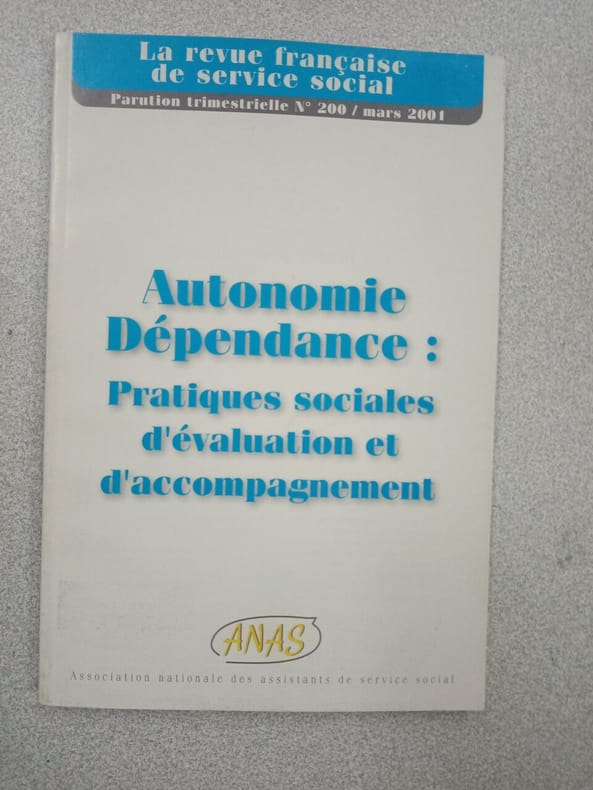 La revue française
de service social
Parution trimestrielle N° 200 / mars 2001
Autonomie
Dépendance :
Pratiques sociales
d'évaluation et
d'accompagnement
ANAS
Association nationale des assistants de service social